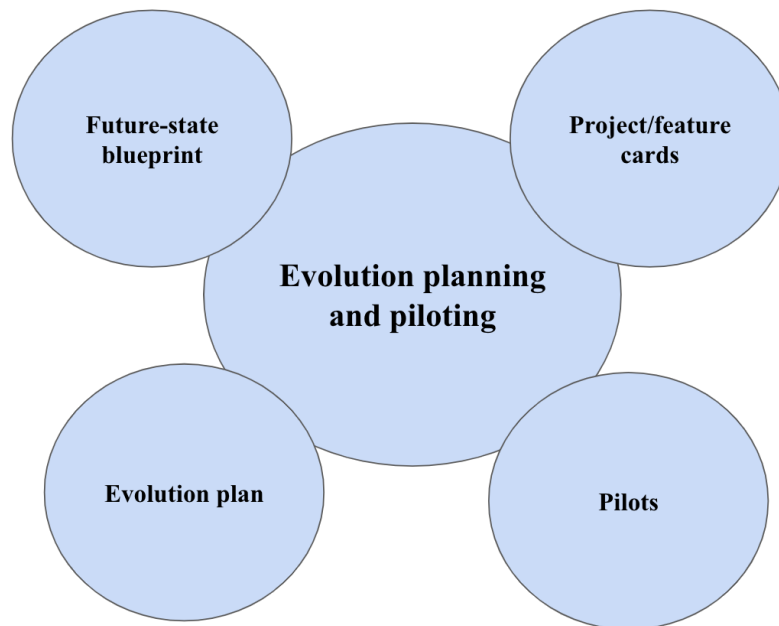 Future-state
blueprint
Project/feature
cards
Evolution planning
and piloting
Evolution plan
Pilots